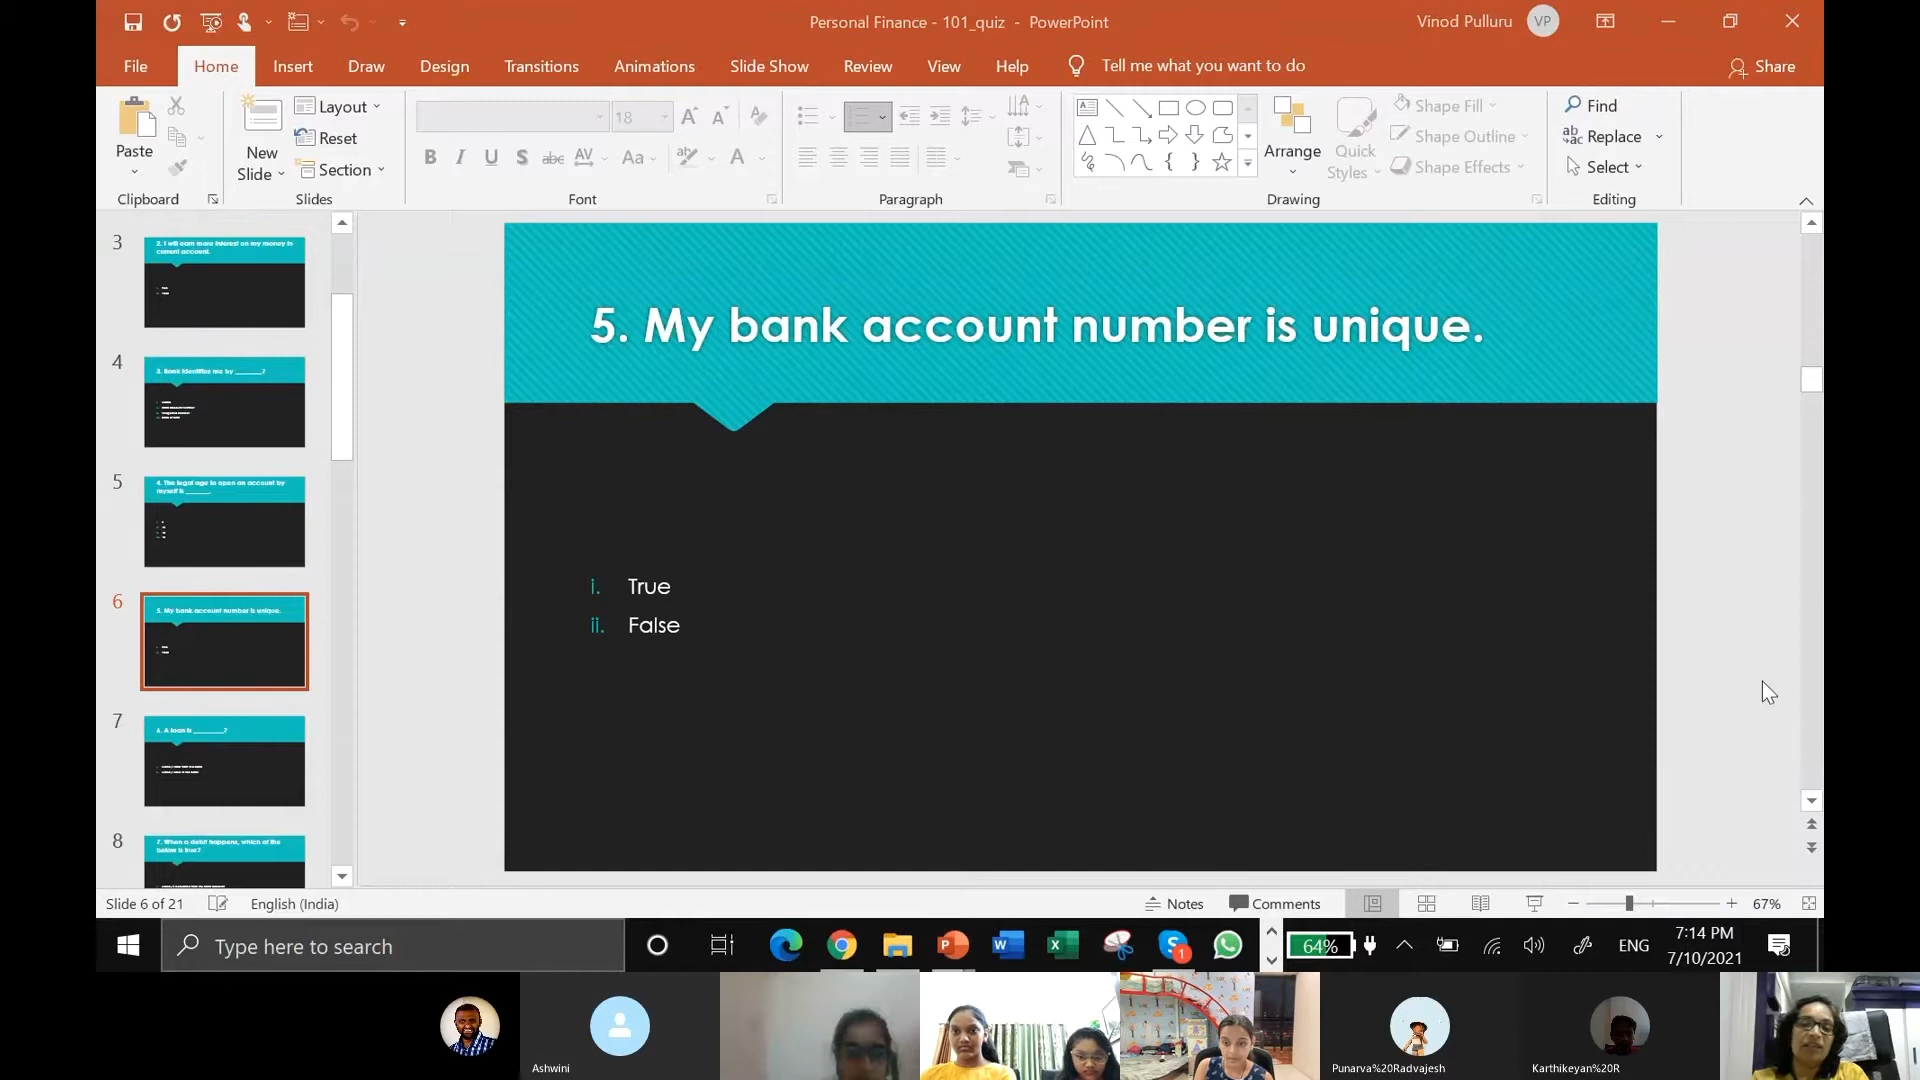 Personal Finance - 101_quiz - PowerPoint
Vinod Pulluru
VP
File
Home
Insert
Draw
Design
Transitions
Animations
Slide Show
Review
View
Help
Tell me what you want to do
Share
Paste
Clipboard
New
Slide
Layout
Reset
Section
Slides
18
B I U S abc AV Aa A
Font
Paragraph
Arrange
Quick
Styles
Shape Fill
Shape Outline
Shape Effects
Drawing
Find
Replace
Select
Editing
3
2. I will earn more interest on my money in
current account.
4
3. Bank identifies me by _______?
5
4. The legal age to open an account by
myself is _______.
6
5. My bank account number is unique.
7
6. A loan is ________?
8
7. When a debit happens, which of the
below is true?
5. My bank account number is unique.
i. True
ii. False
Slide 6 of 21
English (India)
Notes
Comments
67%
Type here to search
1
64%
ENG
7:14 PM
7/10/2021
Ashwini
Punarva%20Radvajesh
Karthikeyan%20R